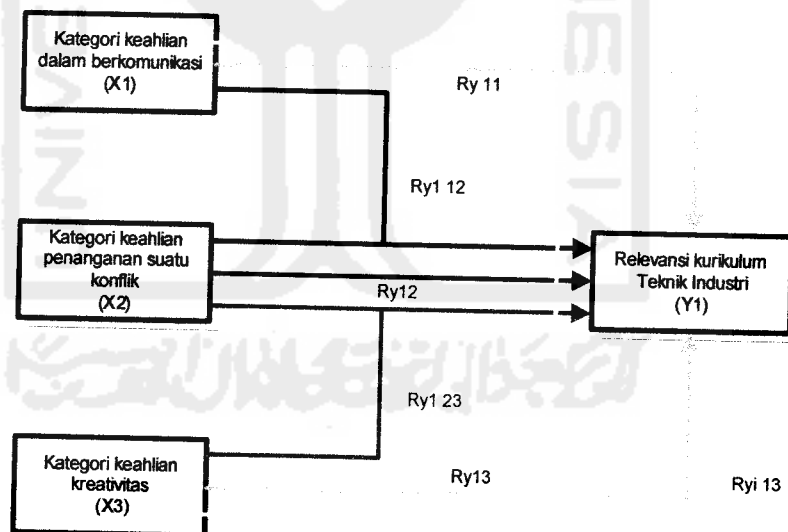 Kategori keahlian
dalam berkomunikasi
(X1)
Ry 11
Ry1 12
Kategori keahlian
penanganan suatu
konflik
(X2)
Ry12
Relevansi kurikulum
Teknik Industri
(Y1)
Ry1 23
Kategori keahlian
kreativitas
(X3)
Ry13
Ryi 13